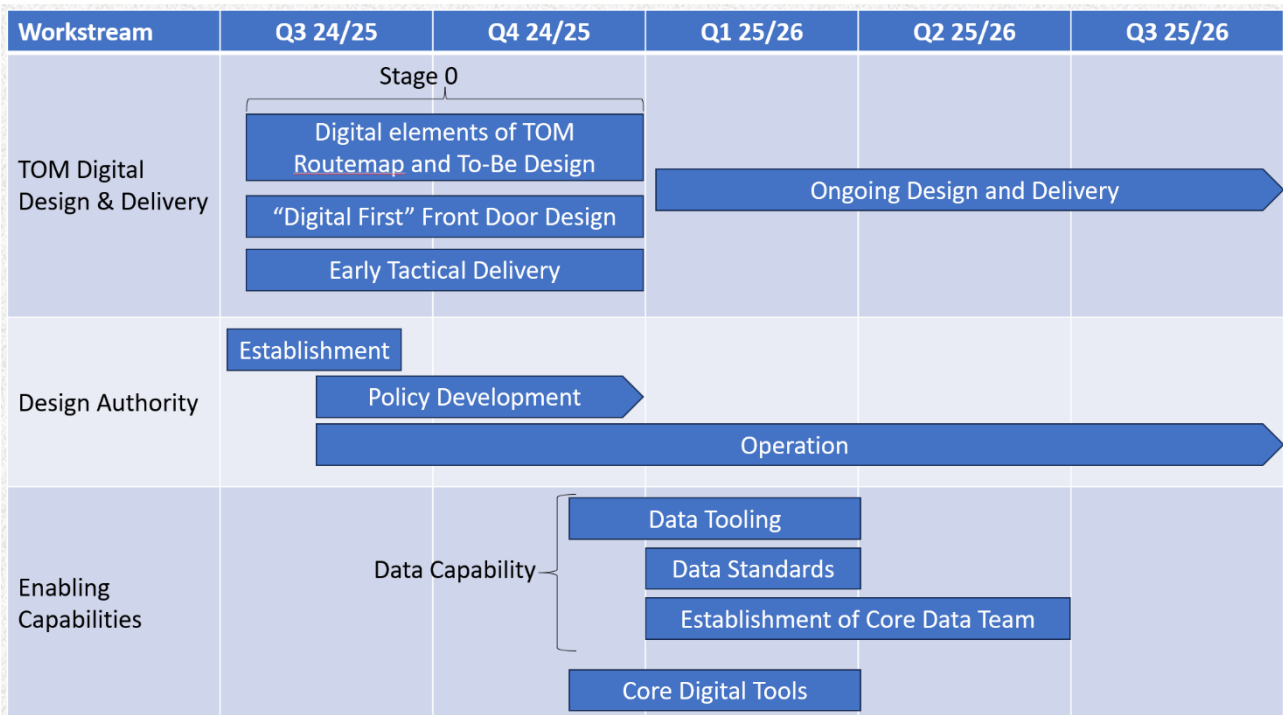 Workstream
Q3 24/25
Q4 24/25
Q1 25/26
Q2 25/26
Q3 25/26
TOM Digital
Design & Delivery
Stage 0
Digital elements of TOM
Routemap and To-Be Design
“Digital First” Front Door Design
Early Tactical Delivery
Ongoing Design and Delivery
Design Authority
Establishment
Policy Development
Operation
Enabling
Capabilities
Data Capability
Data Tooling
Data Standards
Establishment of Core Data Team
Core Digital Tools